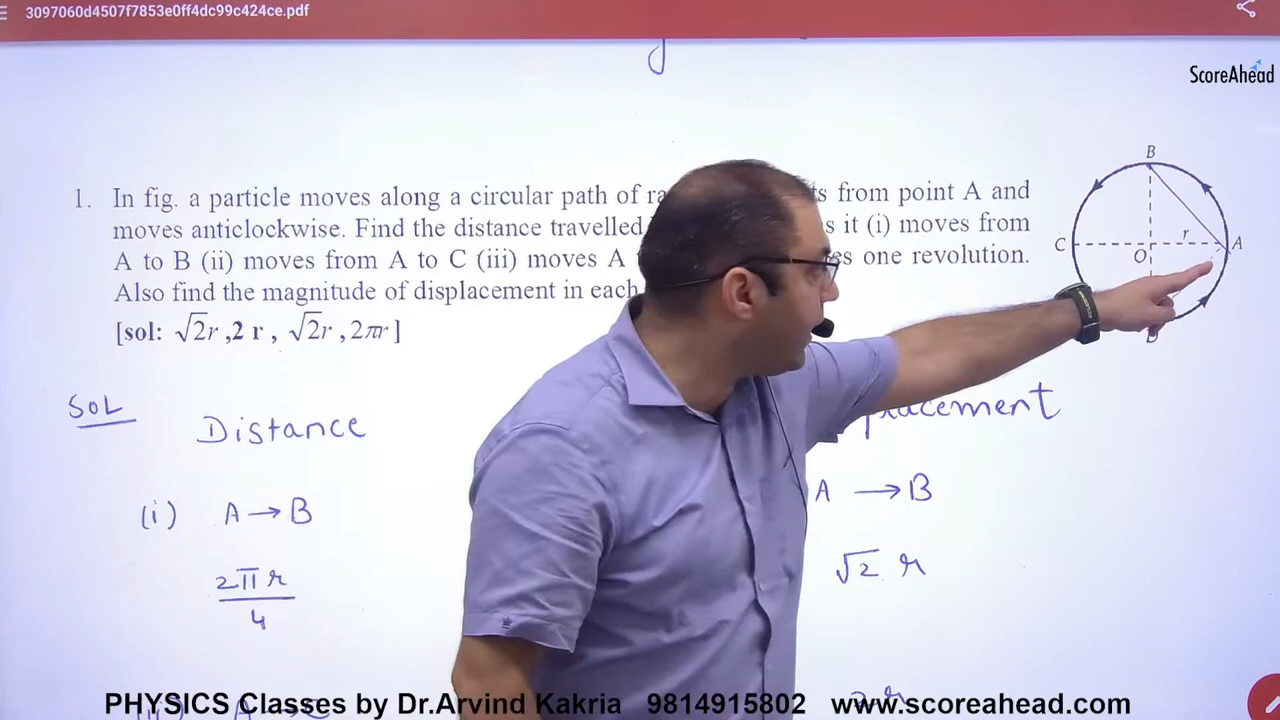 3097060d4507f7853e0ff4dc99c424ce.pdf
ScoreAhead
1. In fig. a particle moves along a circular path of ra s from point A and
moves anticlockwise. Find the distance travelled s it (i) moves from
A to B (ii) moves from A to C (iii) moves A es one revolution.
Also find the magnitude of displacement in each
[sol: √2r ,2 r , √2r ,2πr ]
B
C
O
r
A
SOL
Distance
placement
(i) A → B
A → B
2πr/4
√2 r
2r
PHYSICS Classes by Dr.Arvind Kakria 9814915802 www.scoreahead.com